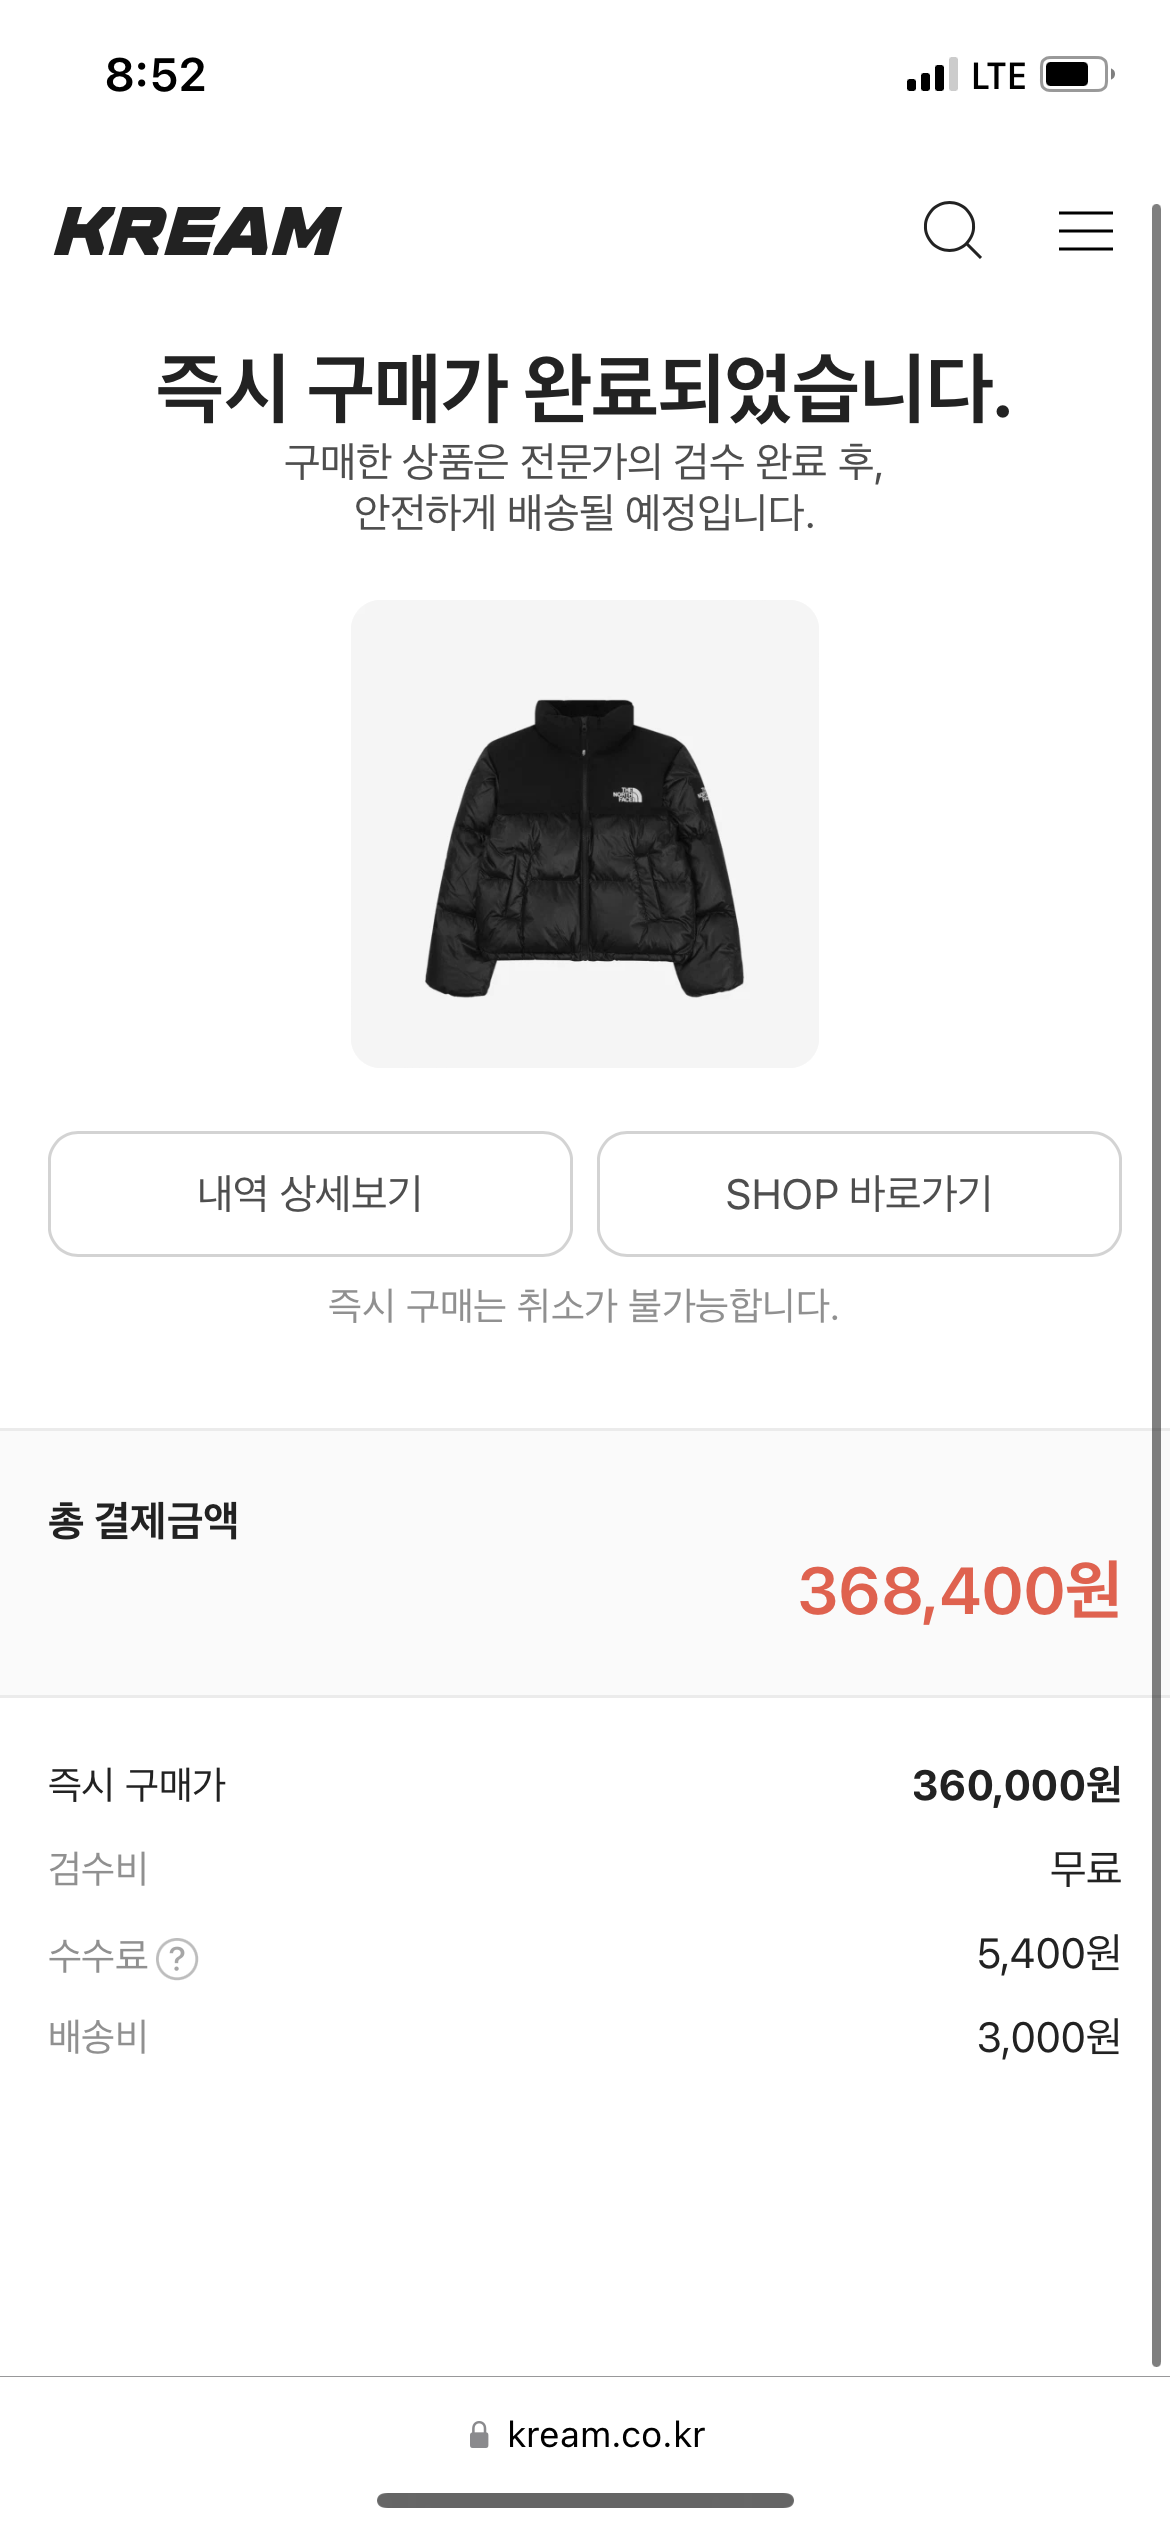 8:52
LTE
KREAM
즉시 구매가 완료되었습니다.
구매한 상품은 전문가의 검수 완료 후,
안전하게 배송될 예정입니다.
THE
NORTH
FACE
내역 상세보기
SHOP 바로가기
즉시 구매는 취소가 불가능합니다.
총 결제금액
368,400원
즉시 구매가
360,000원
검수비
무료
수수료 ?
5,400원
배송비
3,000원
kream.co.kr